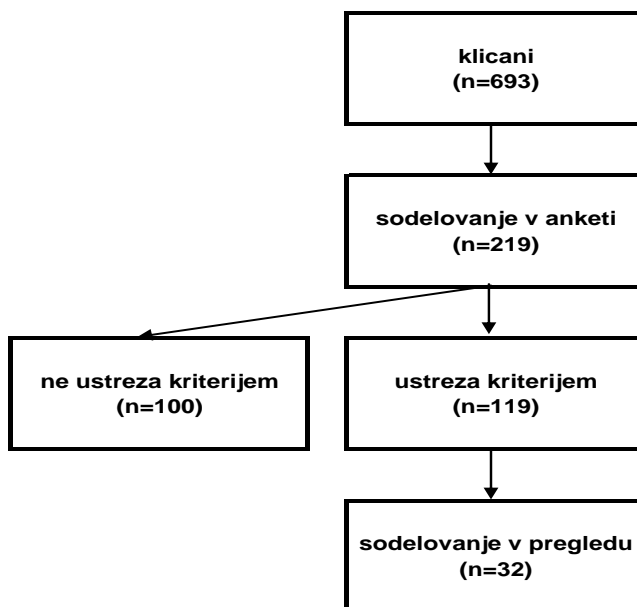 klicani
(n=693)
sodelovanje v anketi
(n=219)
ne ustreza kriterijem
(n=100)
ustreza kriterijem
(n=119)
sodelovanje v pregledu
(n=32)